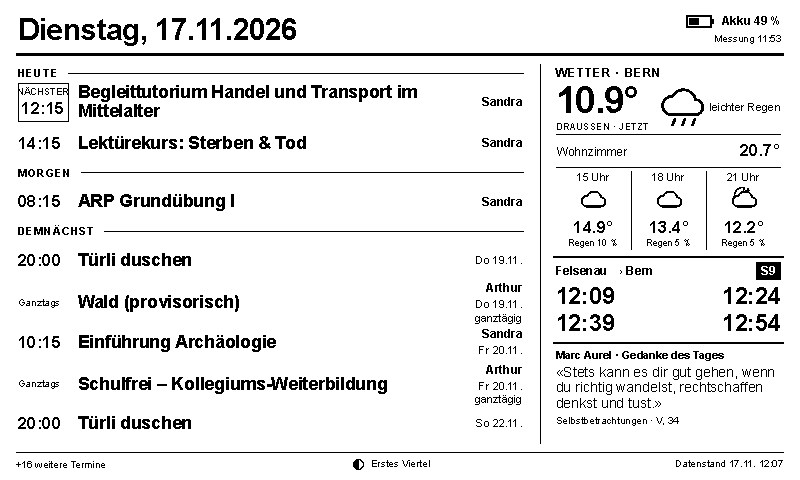 Dienstag, 17.11.2026
Akku 49 %
Messung 11:53
HEUTE
NÄCHSTER
12:15
Begleittutorium Handel und Transport im
Mittelalter
Sandra
14:15 Lektürekurs: Sterben & Tod Sandra
MORGEN
08:15 ARP Grundübung I Sandra
DEMNÄCHST
20:00 Türli duschen Do 19.11.
Ganztags Wald (provisorisch) Arthur
Do 19.11.
ganztägig
10:15 Einführung Archäologie Sandra
Fr 20.11.
Ganztags Schulfrei – Kollegiums-Weiterbildung Arthur
Fr 20.11.
ganztägig
20:00 Türli duschen So 22.11.
WETTER · BERN
10.9° leichter Regen
DRAUSSEN · JETZT
Wohnzimmer 20.7°
15 Uhr 18 Uhr 21 Uhr
14.9° 13.4° 12.2°
Regen 10 % Regen 5 % Regen 5 %
Felsenau › Bern S9
12:09 12:24
12:39 12:54
Marc Aurel · Gedanke des Tages
«Stets kann es dir gut gehen, wenn
du richtig wandelst, rechtschaffen
denkst und tust.»
Selbstbetrachtungen · V, 34
+16 weitere Termine
Erstes Viertel
Datenstand 17.11. 12:07